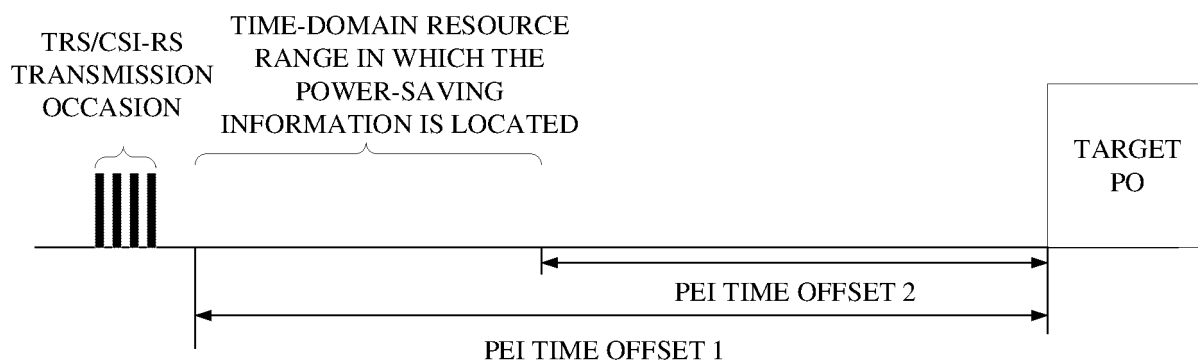 TRS/CSI-RS
TRANSMISSION
OCCASION
TIME-DOMAIN RESOURCE
RANGE IN WHICH THE
POWER-SAVING
INFORMATION IS LOCATED
TARGET
PO
PEI TIME OFFSET 2
PEI TIME OFFSET 1